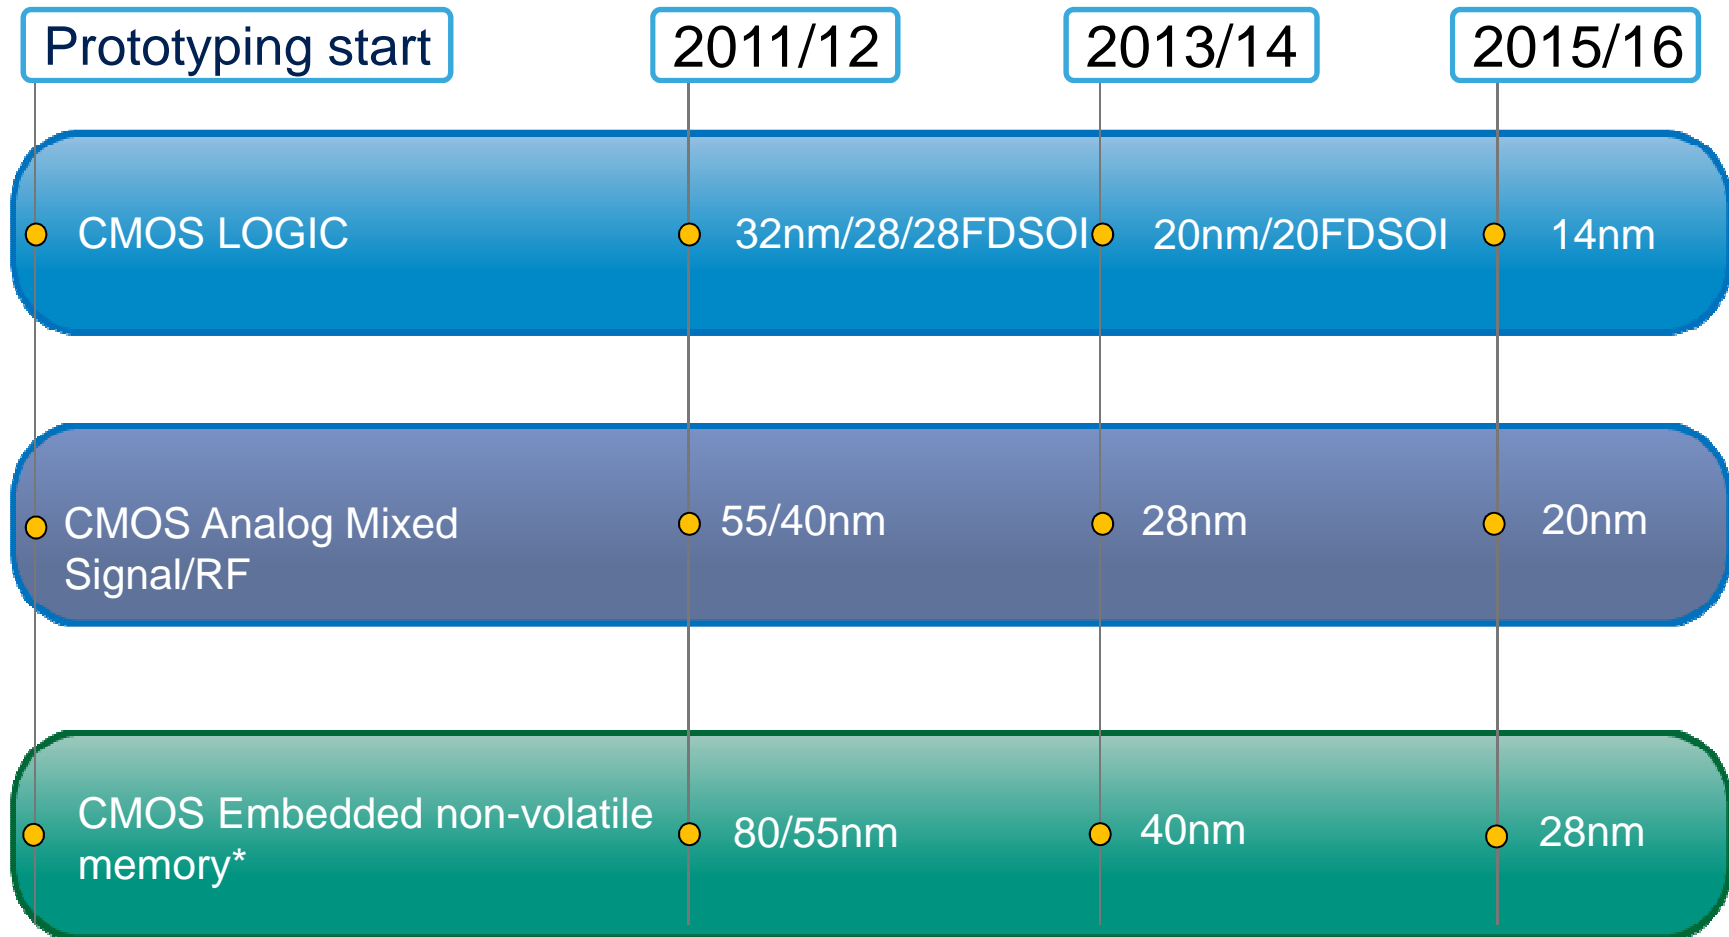 Prototyping start
2011/12
2013/14
2015/16
CMOS LOGIC
32nm/28/28FDSOI
20nm/20FDSOI
14nm
CMOS Analog Mixed
Signal/RF
55/40nm
28nm
20nm
CMOS Embedded non-volatile
memory*
80/55nm
40nm
28nm